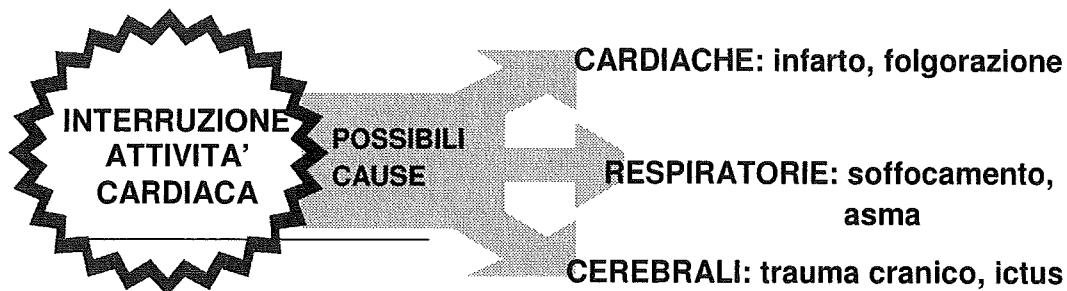 INTERRUZIONE
ATTIVITA'
CARDIACA
POSSIBILI
CAUSE
CARDIACHE: infarto, folgorazione
RESPIRATORIE: soffocamento,
asma
CEREBRALI: trauma cranico, ictus